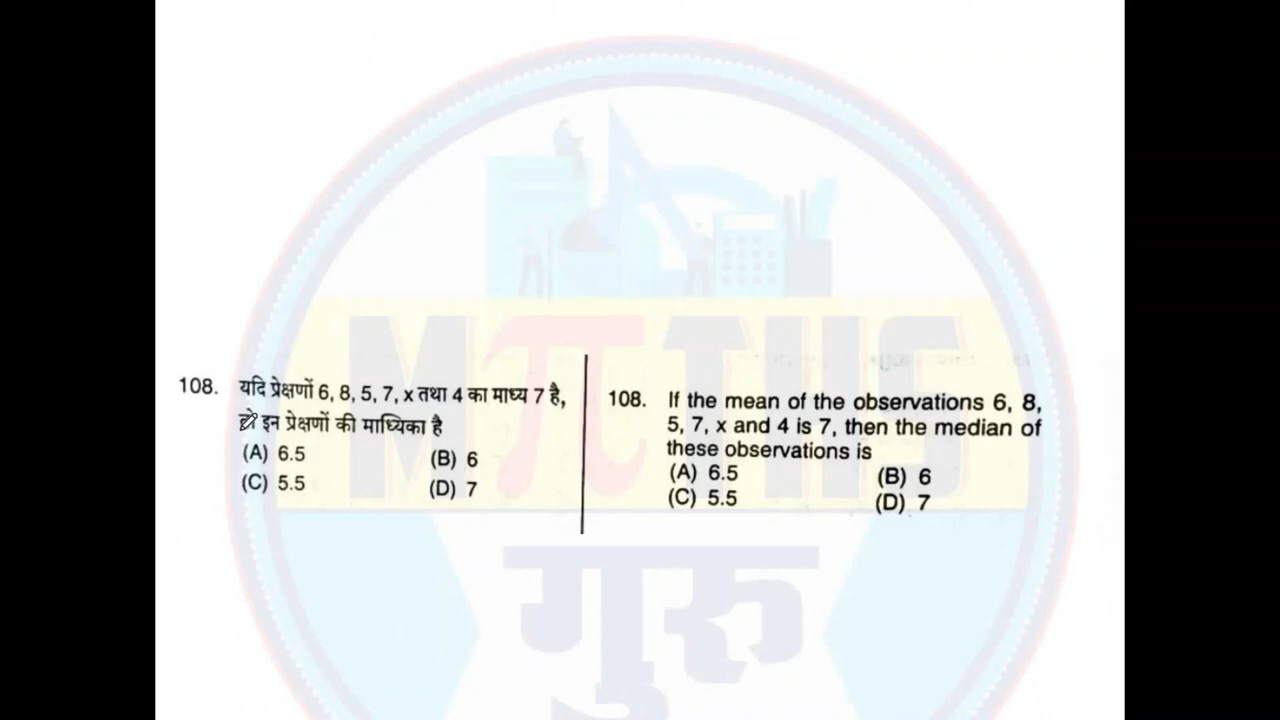 108. यदि प्रेक्षणों 6, 8, 5, 7, x तथा 4 का माध्य 7 है,
तो इन प्रेक्षणों की माध्यिका है
(A) 6.5 (B) 6
(C) 5.5 (D) 7
108. If the mean of the observations 6, 8,
5, 7, x and 4 is 7, then the median of
these observations is
(A) 6.5 (B) 6
(C) 5.5 (D) 7
MπTIIS
गुरु